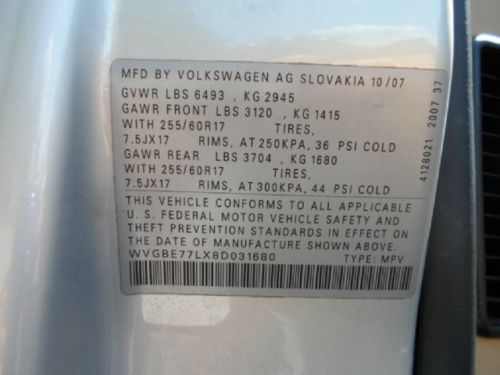 MFD BY VOLKSWAGEN AG SLOVAKIA 10/07
GVWR LBS 6493 , KG 2945
GAWR FRONT LBS 3120 , KG 1415
WITH 255/60R17 TIRES,
7.5JX17 RIMS, AT 250KPA, 36 PSI COLD
GAWR REAR LBS 3704 , KG 1680
WITH 255/60R17 TIRES,
7.5JX17 RIMS, AT 300KPA, 44 PSI COLD
THIS VEHICLE CONFORMS TO ALL APPLICABLE
U. S. FEDERAL MOTOR VEHICLE SAFETY AND
THEFT PREVENTION STANDARDS IN EFFECT ON
THE DATE OF MANUFACTURE SHOWN ABOVE.
WVGBE77LX8D031680 TYPE: MPV
4128021 2007 37